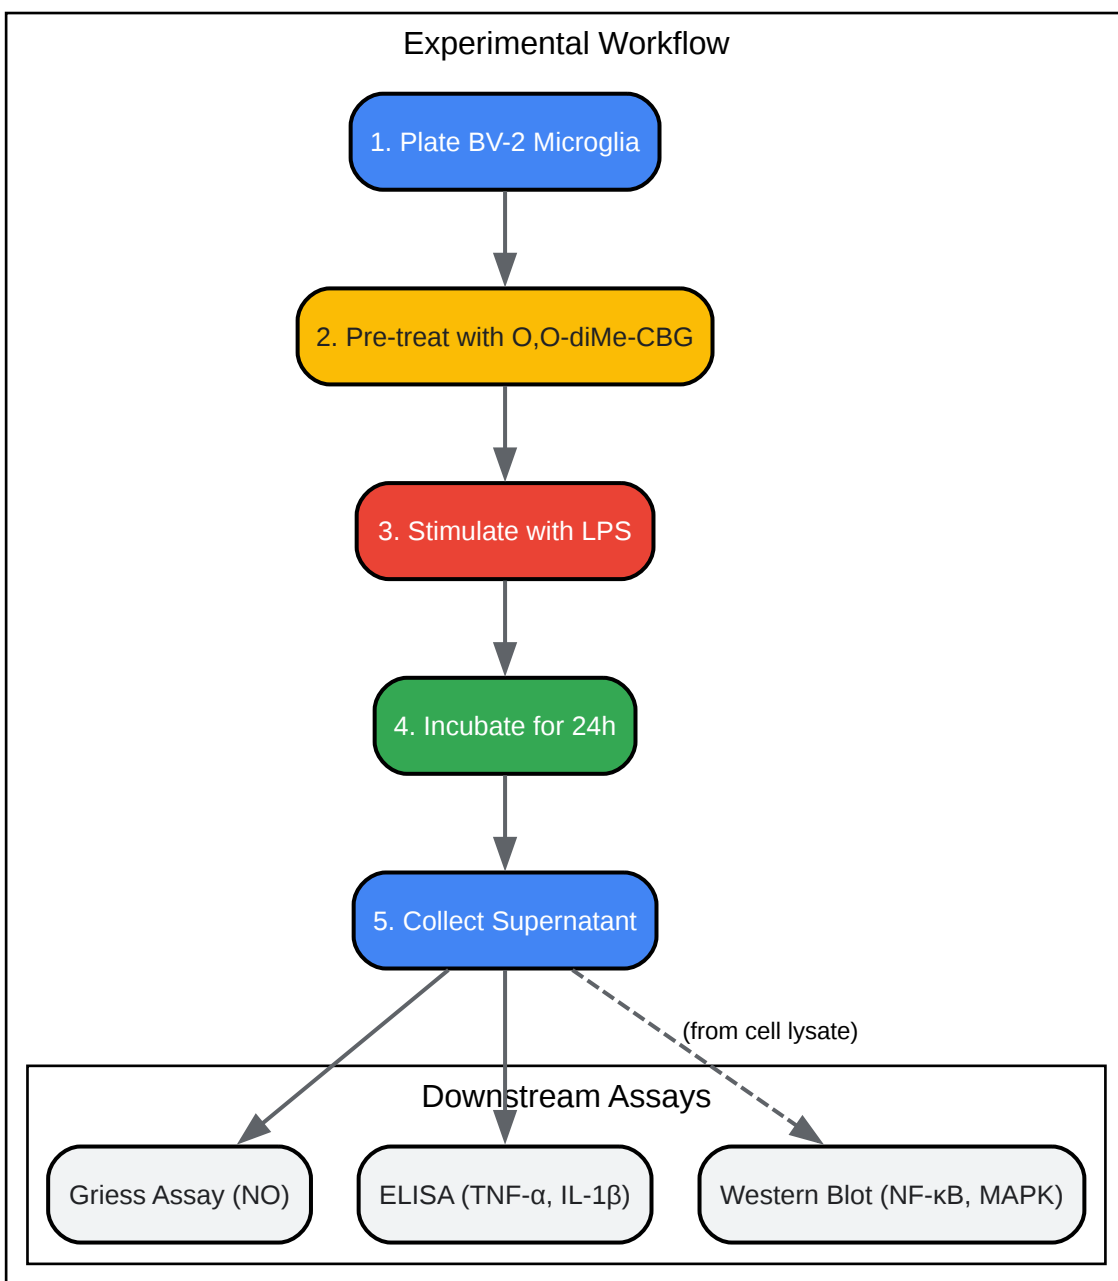 Experimental Workflow
1. Plate BV-2 Microglia
2. Pre-treat with O,O-diMe-CBG
3. Stimulate with LPS
4. Incubate for 24h
5. Collect Supernatant
(from cell lysate)
Downstream Assays
Griess Assay (NO)
ELISA (TNF-α, IL-1β)
Western Blot (NF-κB, MAPK)